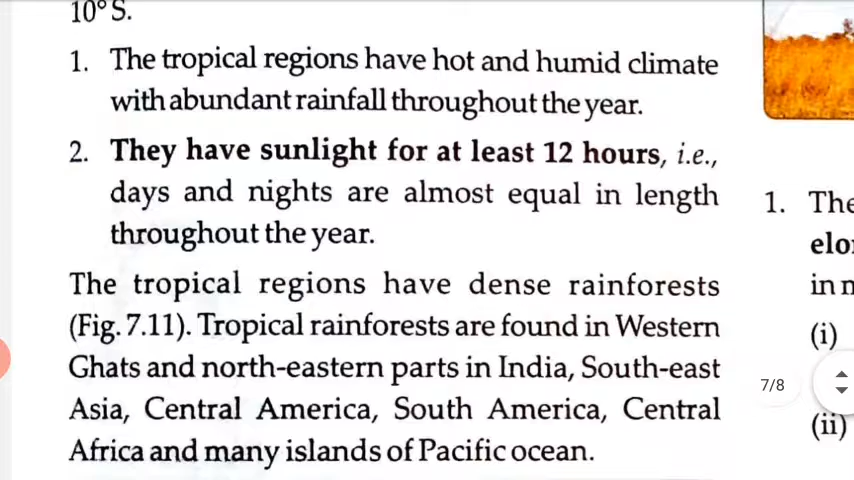 10° S.
1. The tropical regions have hot and humid climate
with abundant rainfall throughout the year.
2. They have sunlight for at least 12 hours, i.e.,
days and nights are almost equal in length
throughout the year.
The tropical regions have dense rainforests
(Fig. 7.11). Tropical rainforests are found in Western
Ghats and north-eastern parts in India, South-east
Asia, Central America, South America, Central
Africa and many islands of Pacific ocean.
1. The
in
(i)
7/8
(ii)